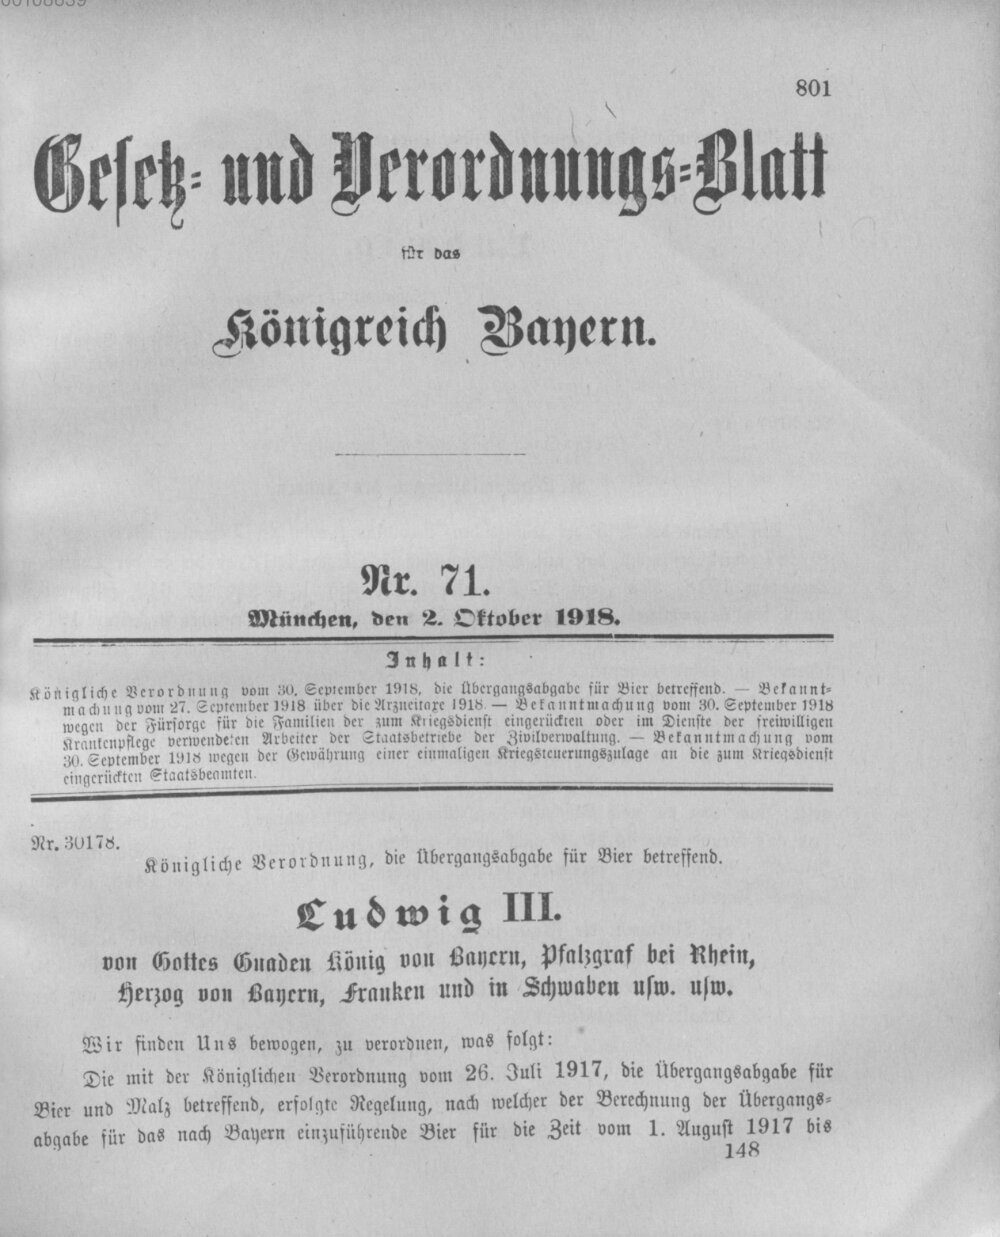 801
Gesetz- und Verordnungs-Blatt
für das
Königreich Bayern.
Nr. 71.
München, den 2. Oktober 1918.
Inhalt:
Königliche Verordnung vom 30. September 1918, die Übergangsabgabe für Bier betreffend. — Bekannt-
machung vom 27. September 1918 über die Arzneitaxe 1918. — Bekanntmachung vom 30. September 1918
wegen der Fürsorge für die Familien der zum Kriegsdienst eingerückten oder im Dienste der freiwilligen
Krankenpflege verwendeten Arbeiter der Staatsbetriebe der Zivilverwaltung. — Bekanntmachung vom
30. September 1918 wegen der Gewährung einer einmaligen Kriegsteuerungszulage an die zum Kriegsdienst
eingerückten Staatsbeamten.
Nr. 30178.
Königliche Verordnung, die Übergangsabgabe für Bier betreffend.
Ludwig III.
von Gottes Gnaden König von Bayern, Pfalzgraf bei Rhein,
Herzog von Bayern, Franken und in Schwaben usw. usw.
Wir finden Uns bewogen, zu verordnen, was folgt:
Die mit der Königlichen Verordnung vom 26. Juli 1917, die Übergangsabgabe für
Bier und Malz betreffend, erfolgte Regelung, nach welcher der Berechnung der Übergangs-
abgabe für das nach Bayern einzuführende Bier für die Zeit vom 1. August 1917 bis
148